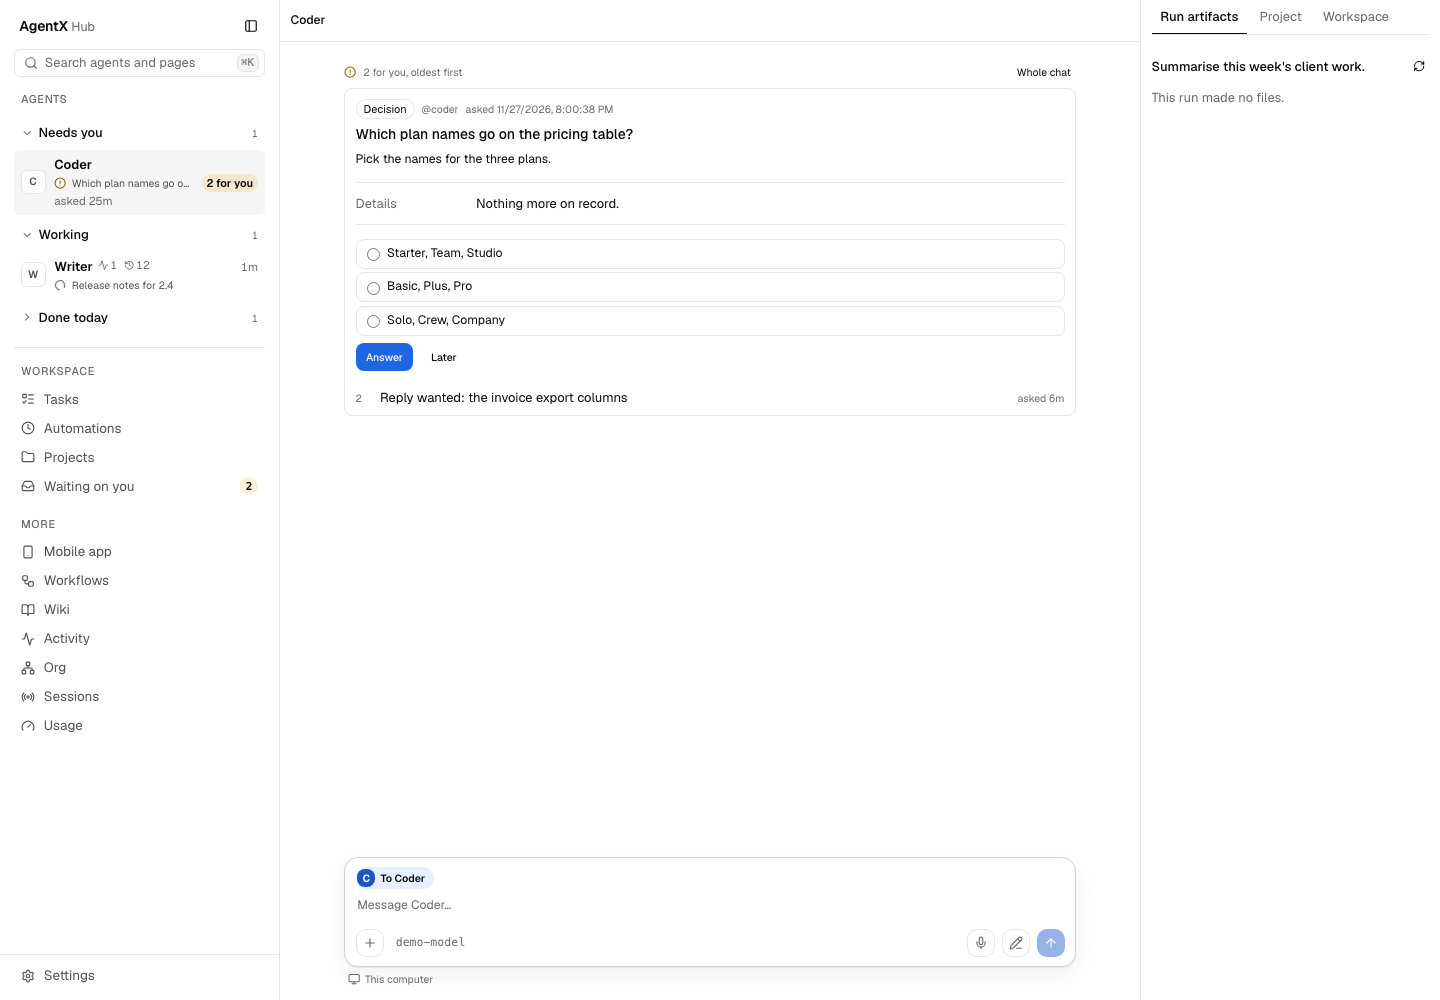 AgentX Hub
Search agents and pages
⌘K
AGENTS
Needs you
1
C
Coder
Which plan names go o...
2 for you
asked 25m
Working
1
W
Writer
1
12
1m
Release notes for 2.4
Done today
1
WORKSPACE
Tasks
Automations
Projects
Waiting on you
2
MORE
Mobile app
Workflows
Wiki
Activity
Org
Sessions
Usage
Settings
Coder
2 for you, oldest first
Whole chat
Decision
@coder
asked 11/27/2026, 8:00:38 PM
Which plan names go on the pricing table?
Pick the names for the three plans.
Details
Nothing more on record.
Starter, Team, Studio
Basic, Plus, Pro
Solo, Crew, Company
Answer
Later
2
Reply wanted: the invoice export columns
asked 6m
C
To Coder
Message Coder...
demo-model
This computer
Run artifacts
Project
Workspace
Summarise this week's client work.
This run made no files.